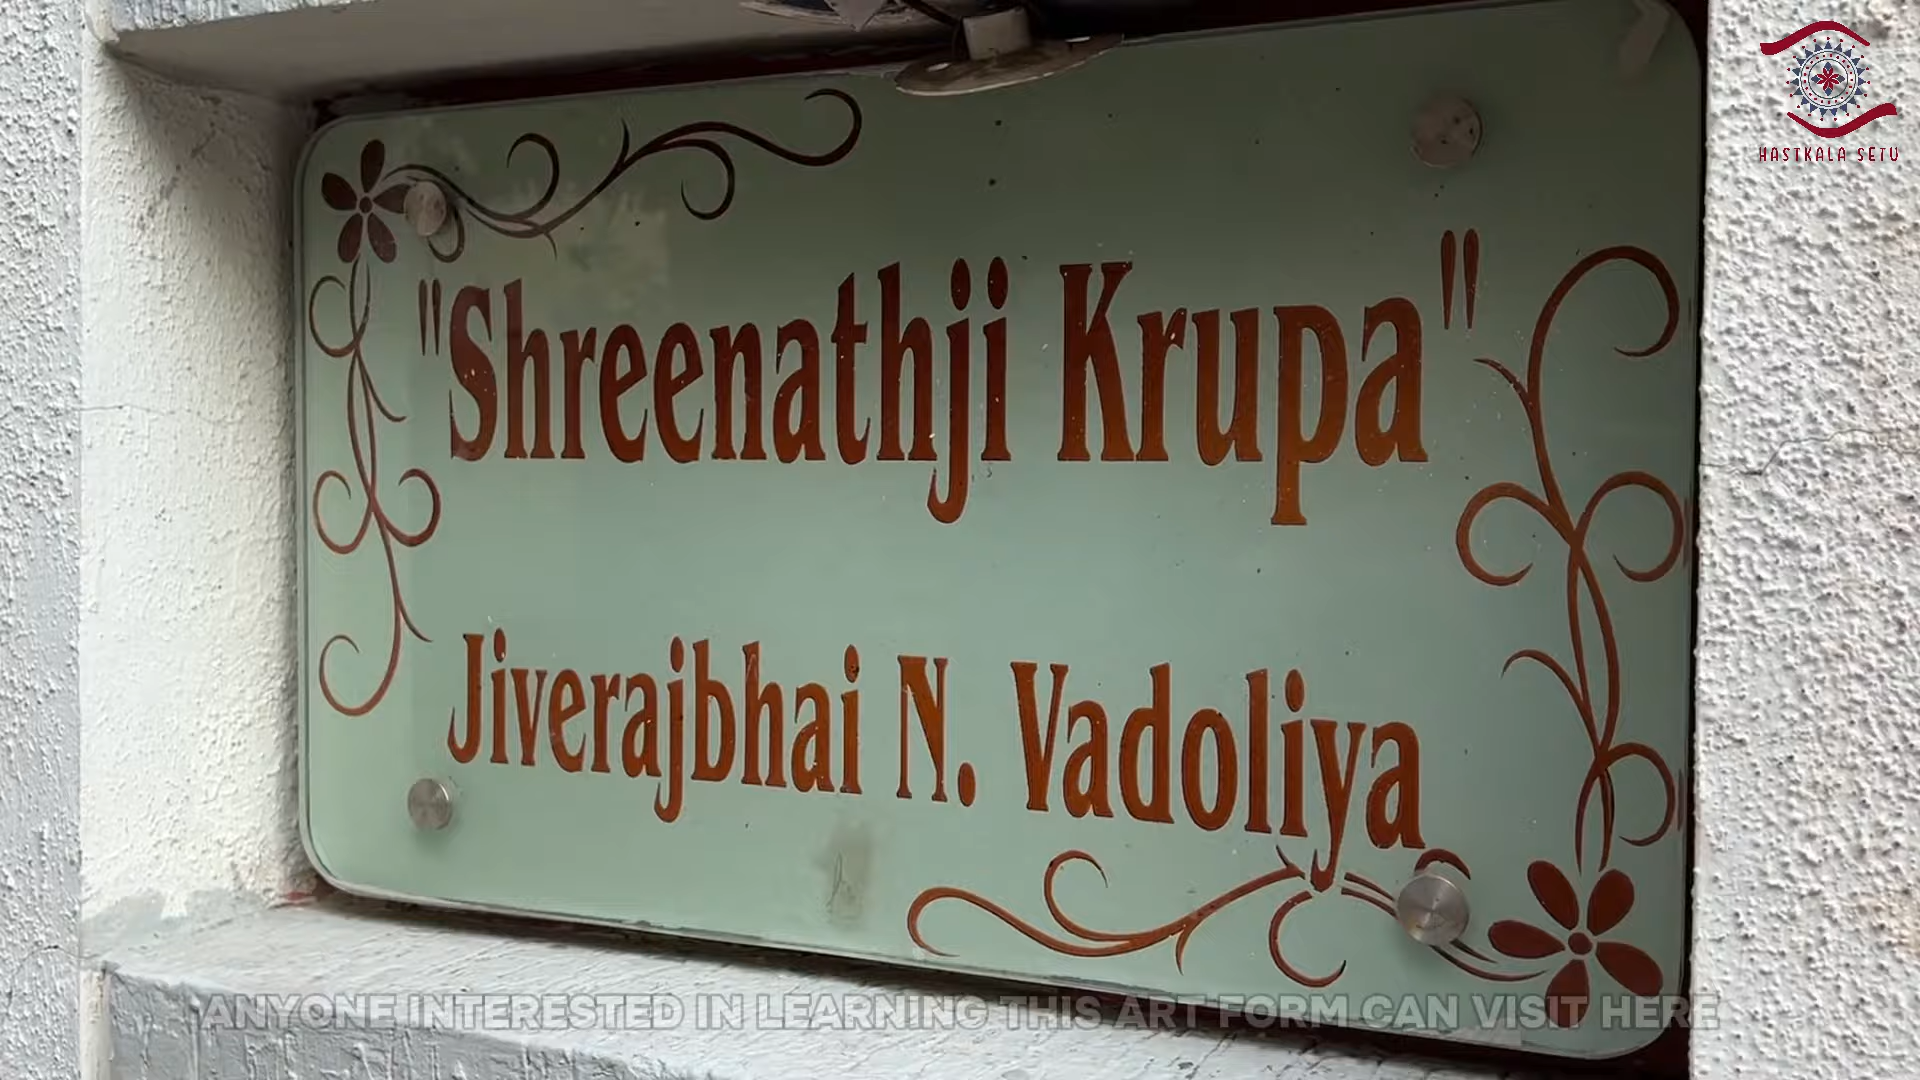 HASTKALA SETU
"Shreenathji Krupa"
Jiverajbhai N. Vadoliya
ANYONE INTERESTED IN LEARNING THIS ART FORM CAN VISIT HERE